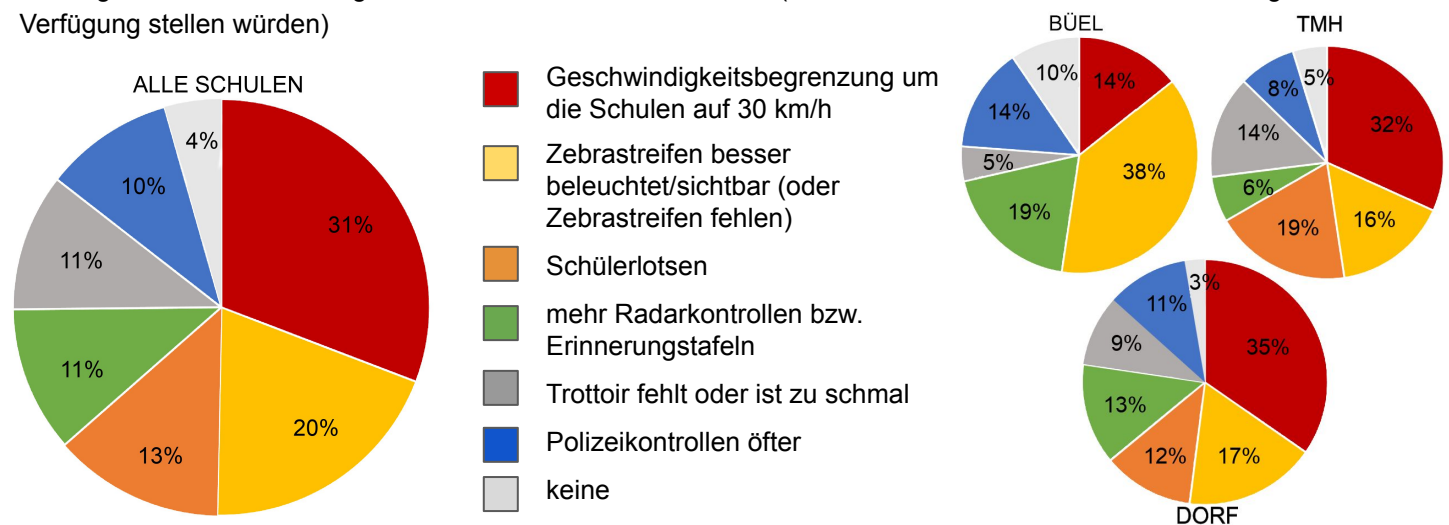 Verfügung stellen würden)
ALLE SCHULEN
4%
10%
31%
11%
11%
20%
13%
Geschwindigkeitsbegrenzung um
die Schulen auf 30 km/h
Zebrastreifen besser
beleuchtet/sichtbar (oder
Zebrastreifen fehlen)
Schülerlotsen
mehr Radarkontrollen bzw.
Erinnerungstafeln
Trottoir fehlt oder ist zu schmal
Polizeikontrollen öfter
keine
BÜEL
10%
14%
14%
5%
38%
19%
TMH
5%
8%
32%
14%
6%
16%
19%
3%
11%
35%
9%
13%
12%
17%
DORF